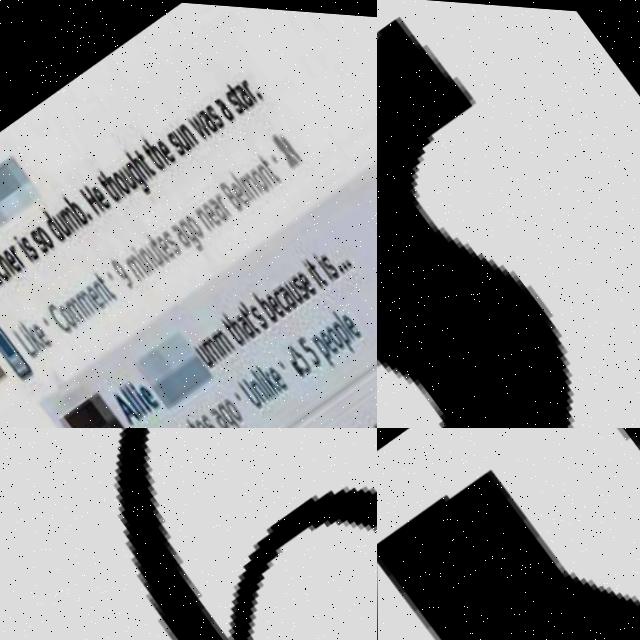 is so dumb. He thought the sun was a star.
Like · Comment · 9 minutes ago near Belmont ·
Allie umm that's because it is...
ago · Unlike · 5 people